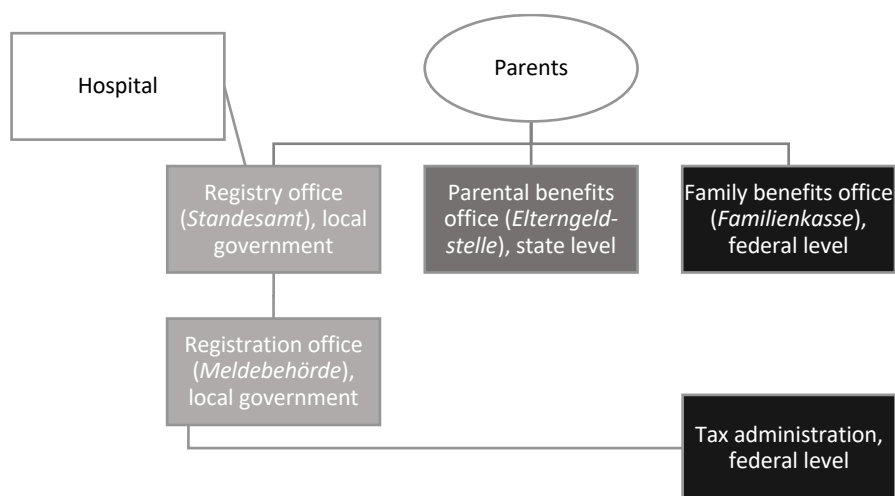 Hospital
Parents
Registry office
(Standesamt), local
government
Parental benefits
office (Elterngeld-
stelle), state level
Family benefits office
(Familienkasse),
federal level
Registration office
(Meldebehörde),
local government
Tax administration,
federal level